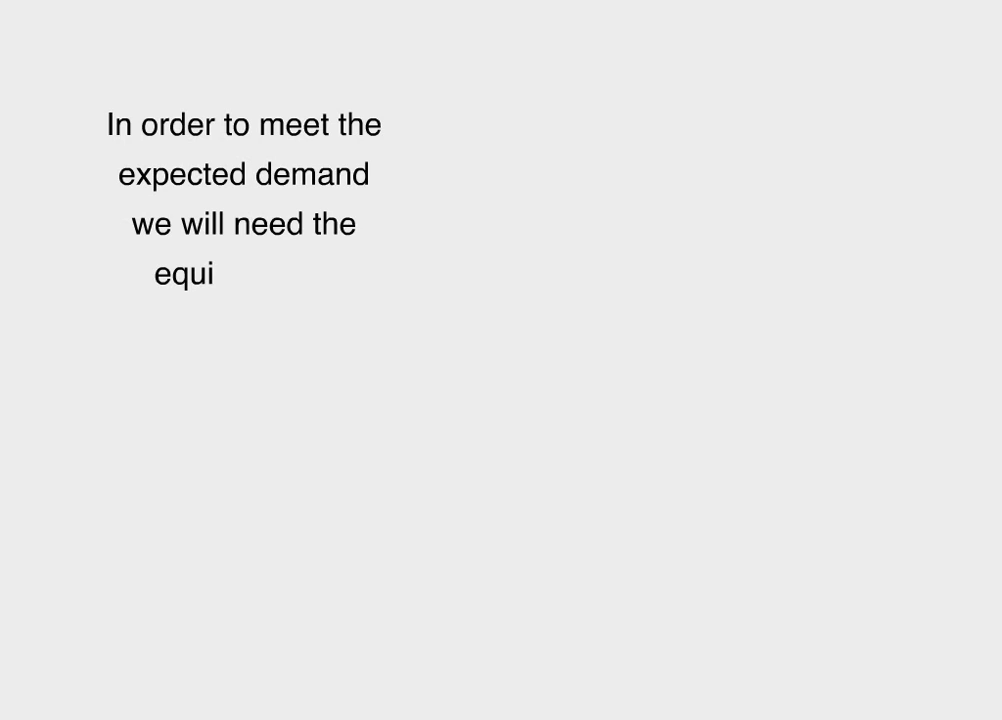 In order to meet the
expected demand
we will need the
equi